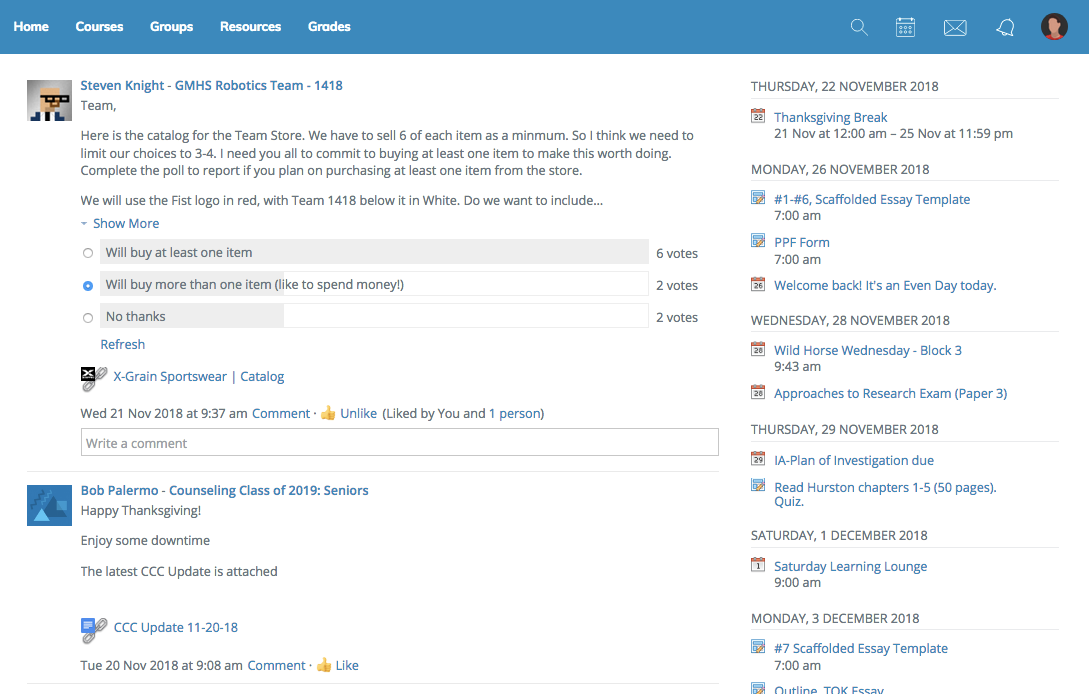 Home Courses Groups Resources Grades
Steven Knight - GMHS Robotics Team - 1418
Team,
Here is the catalog for the Team Store. We have to sell 6 of each item as a minmum. So I think we need to
limit our choices to 3-4. I need you all to commit to buying at least one item to make this worth doing.
Complete the poll to report if you plan on purchasing at least one item from the store.
We will use the Fist logo in red, with Team 1418 below it in White. Do we want to include...
Show More
Will buy at least one item 6 votes
Will buy more than one item (like to spend money!) 2 votes
No thanks 2 votes
Refresh
X-Grain Sportswear | Catalog
Wed 21 Nov 2018 at 9:37 am Comment · Unlike (Liked by You and 1 person)
Write a comment
Bob Palermo - Counseling Class of 2019: Seniors
Happy Thanksgiving!
Enjoy some downtime
The latest CCC Update is attached
CCC Update 11-20-18
Tue 20 Nov 2018 at 9:08 am Comment · Like
THURSDAY, 22 NOVEMBER 2018
22 Thanksgiving Break
21 Nov at 12:00 am – 25 Nov at 11:59 pm
MONDAY, 26 NOVEMBER 2018
#1-#6, Scaffolded Essay Template
7:00 am
PPF Form
7:00 am
26 Welcome back! It's an Even Day today.
WEDNESDAY, 28 NOVEMBER 2018
28 Wild Horse Wednesday - Block 3
9:43 am
28 Approaches to Research Exam (Paper 3)
THURSDAY, 29 NOVEMBER 2018
29 IA-Plan of Investigation due
Read Hurston chapters 1-5 (50 pages).
Quiz.
SATURDAY, 1 DECEMBER 2018
1 Saturday Learning Lounge
9:00 am
MONDAY, 3 DECEMBER 2018
#7 Scaffolded Essay Template
7:00 am
Outline, TOK Essay